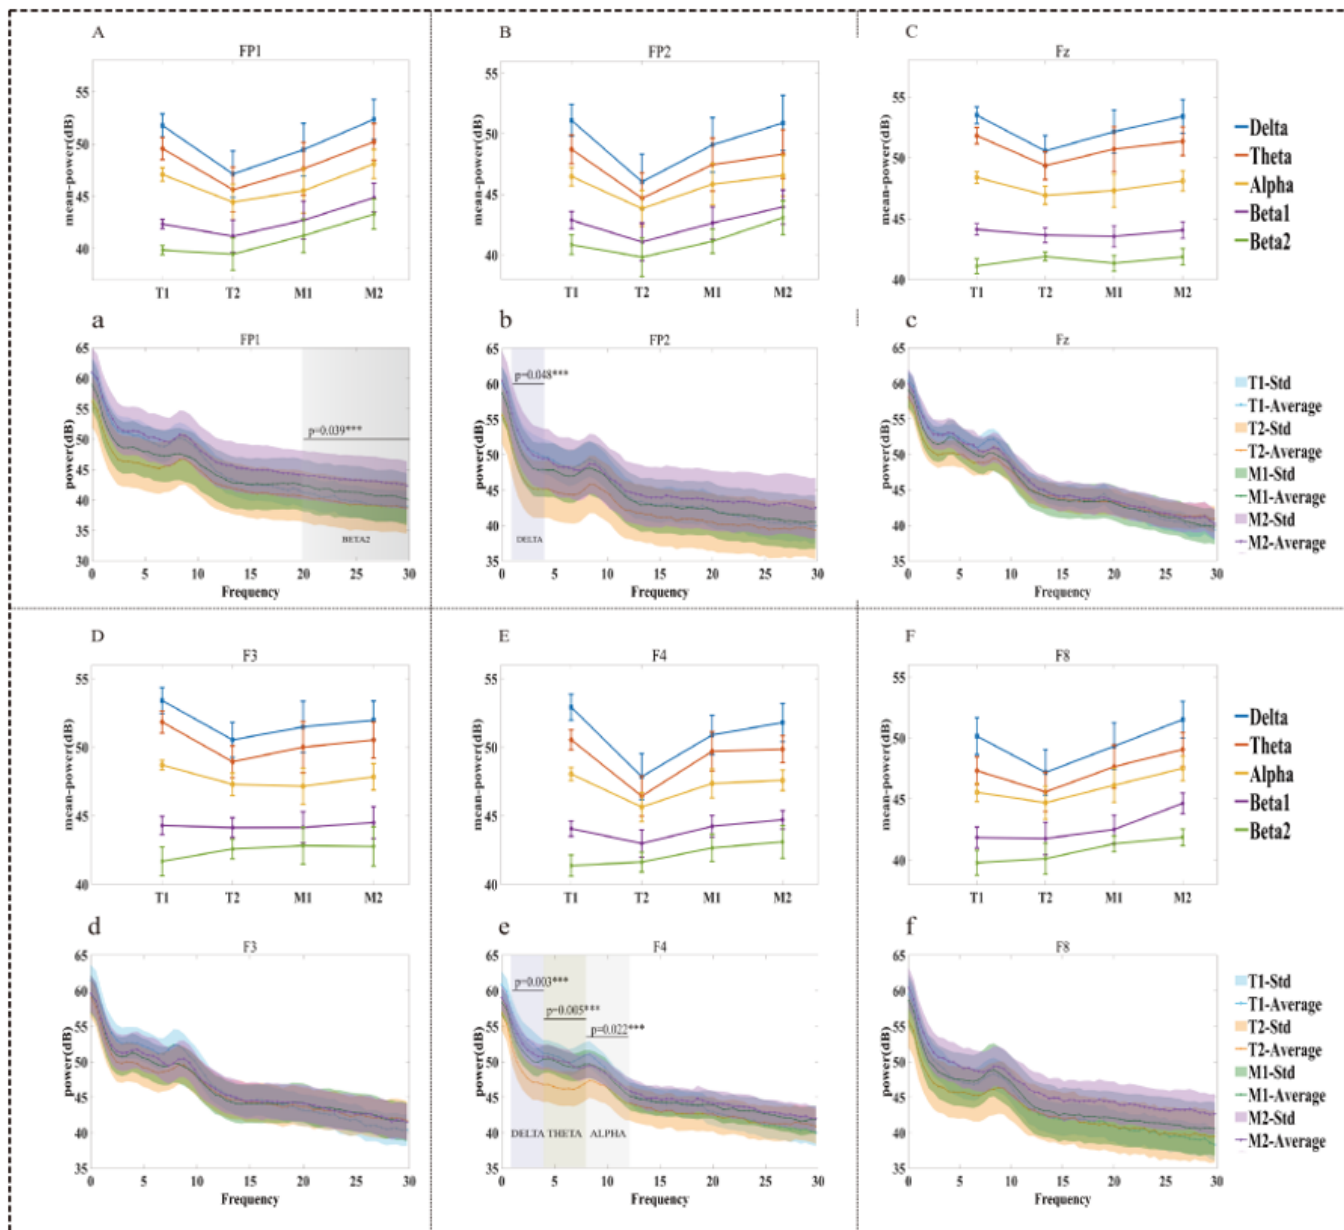 A
FP1
mean-power(dB)
55
50
45
40
T1 T2 M1 M2
B
FP2
mean-power(dB)
55
50
45
40
T1 T2 M1 M2
C
Fz
mean-power(dB)
55
50
45
40
T1 T2 M1 M2
Delta
Theta
Alpha
Beta1
Beta2
a
FP1
power(dB)
65
60
55
50
45
40
35
30
p=0.039***
BETA2
0 5 10 15 20 25 30
Frequency
b
FP2
power(dB)
65
60
55
50
45
40
35
p=0.048***
DELTA
0 5 10 15 20 25 30
Frequency
c
Fz
power(dB)
65
60
55
50
45
40
35
0 5 10 15 20 25 30
Frequency
T1-Std
T1-Average
T2-Std
T2-Average
M1-Std
M1-Average
M2-Std
M2-Average
D
F3
mean-power(dB)
55
50
45
40
T1 T2 M1 M2
E
F4
mean-power(dB)
55
50
45
40
T1 T2 M1 M2
F
F8
mean-power(dB)
55
50
45
40
T1 T2 M1 M2
Delta
Theta
Alpha
Beta1
Beta2
d
F3
power(dB)
65
60
55
50
45
40
35
0 5 10 15 20 25 30
Frequency
e
F4
power(dB)
65
60
55
50
45
40
35
p=0.003***
p=0.005***
p=0.022***
DELTA THETA ALPHA
0 5 10 15 20 25 30
Frequency
f
F8
power(dB)
65
60
55
50
45
40
35
0 5 10 15 20 25 30
Frequency
T1-Std
T1-Average
T2-Std
T2-Average
M1-Std
M1-Average
M2-Std
M2-Average